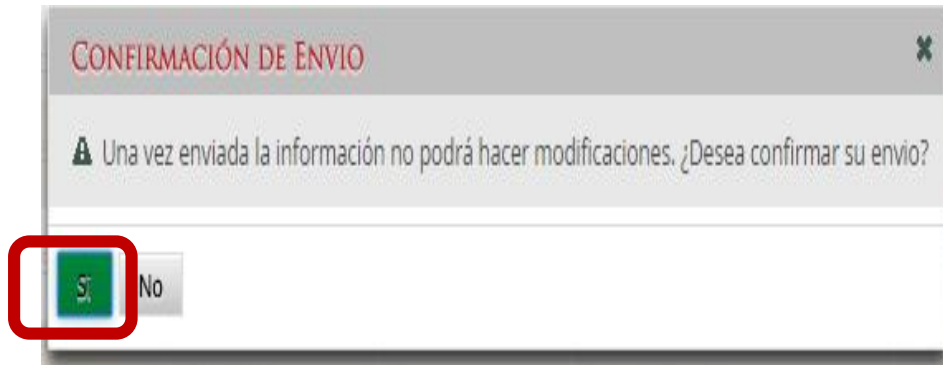 CONFIRMACIÓN DE ENVIO
Una vez enviada la información no podrá hacer modificaciones. ¿Desea confirmar su envio?
Si No